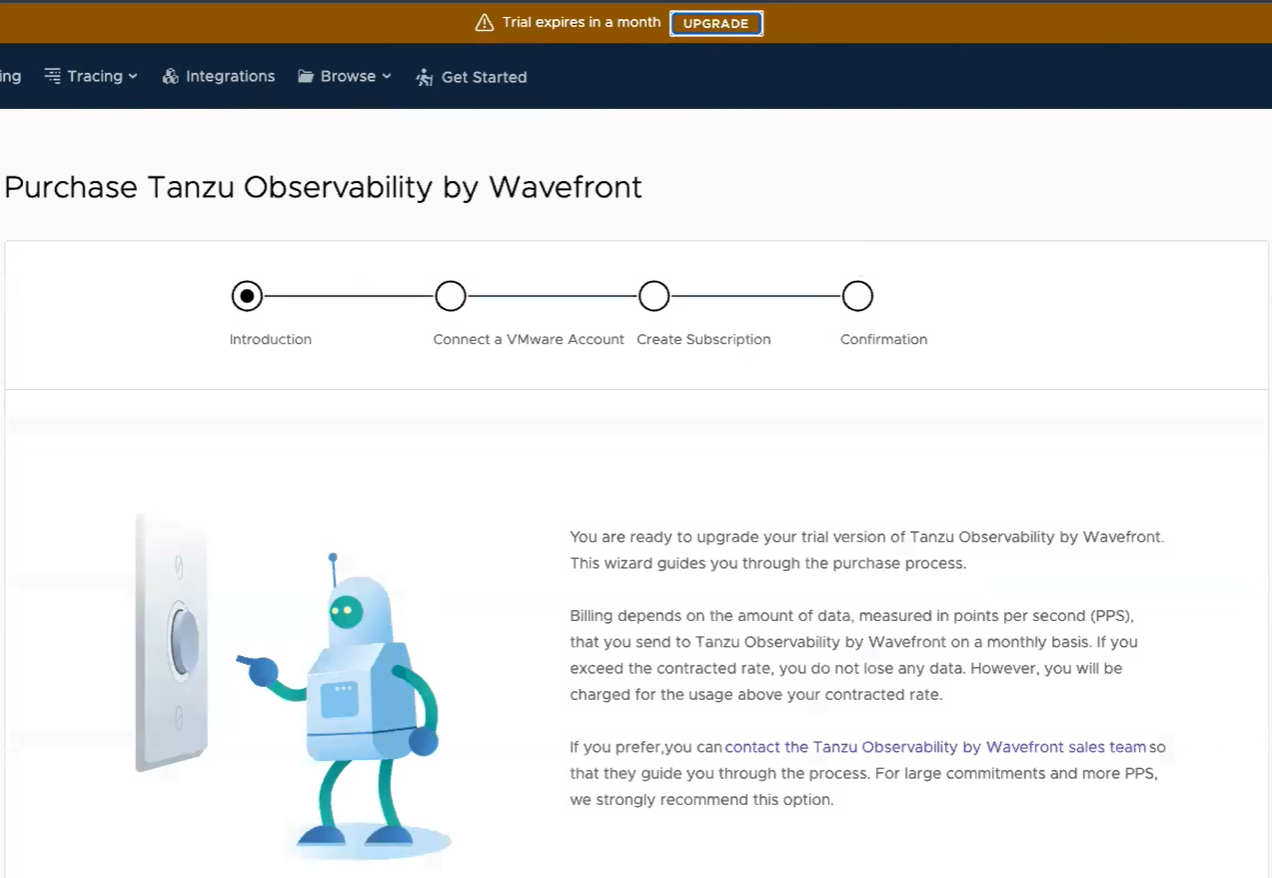 Trial expires in a month UPGRADE
ing Tracing Integrations Browse Get Started
Purchase Tanzu Observability by Wavefront
Introduction Connect a VMware Account Create Subscription Confirmation
You are ready to upgrade your trial version of Tanzu Observability by Wavefront.
This wizard guides you through the purchase process.
Billing depends on the amount of data, measured in points per second (PPS),
that you send to Tanzu Observability by Wavefront on a monthly basis. If you
exceed the contracted rate, you do not lose any data. However, you will be
charged for the usage above your contracted rate.
If you prefer,you can contact the Tanzu Observability by Wavefront sales team so
that they guide you through the process. For large commitments and more PPS,
we strongly recommend this option.